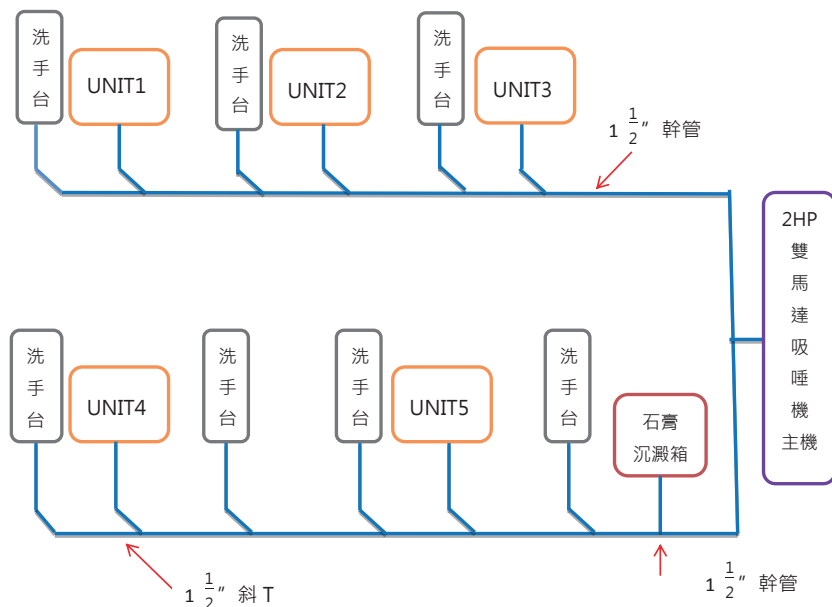 洗手台
UNIT1
洗手台
UNIT2
洗手台
UNIT3
1 1/2" 幹管
2HP
雙
馬
達
吸
唾
機
主機
洗手台
UNIT4
洗手台
洗手台
UNIT5
洗手台
石膏
沉澱箱
1 1/2" 斜 T
1 1/2" 幹管